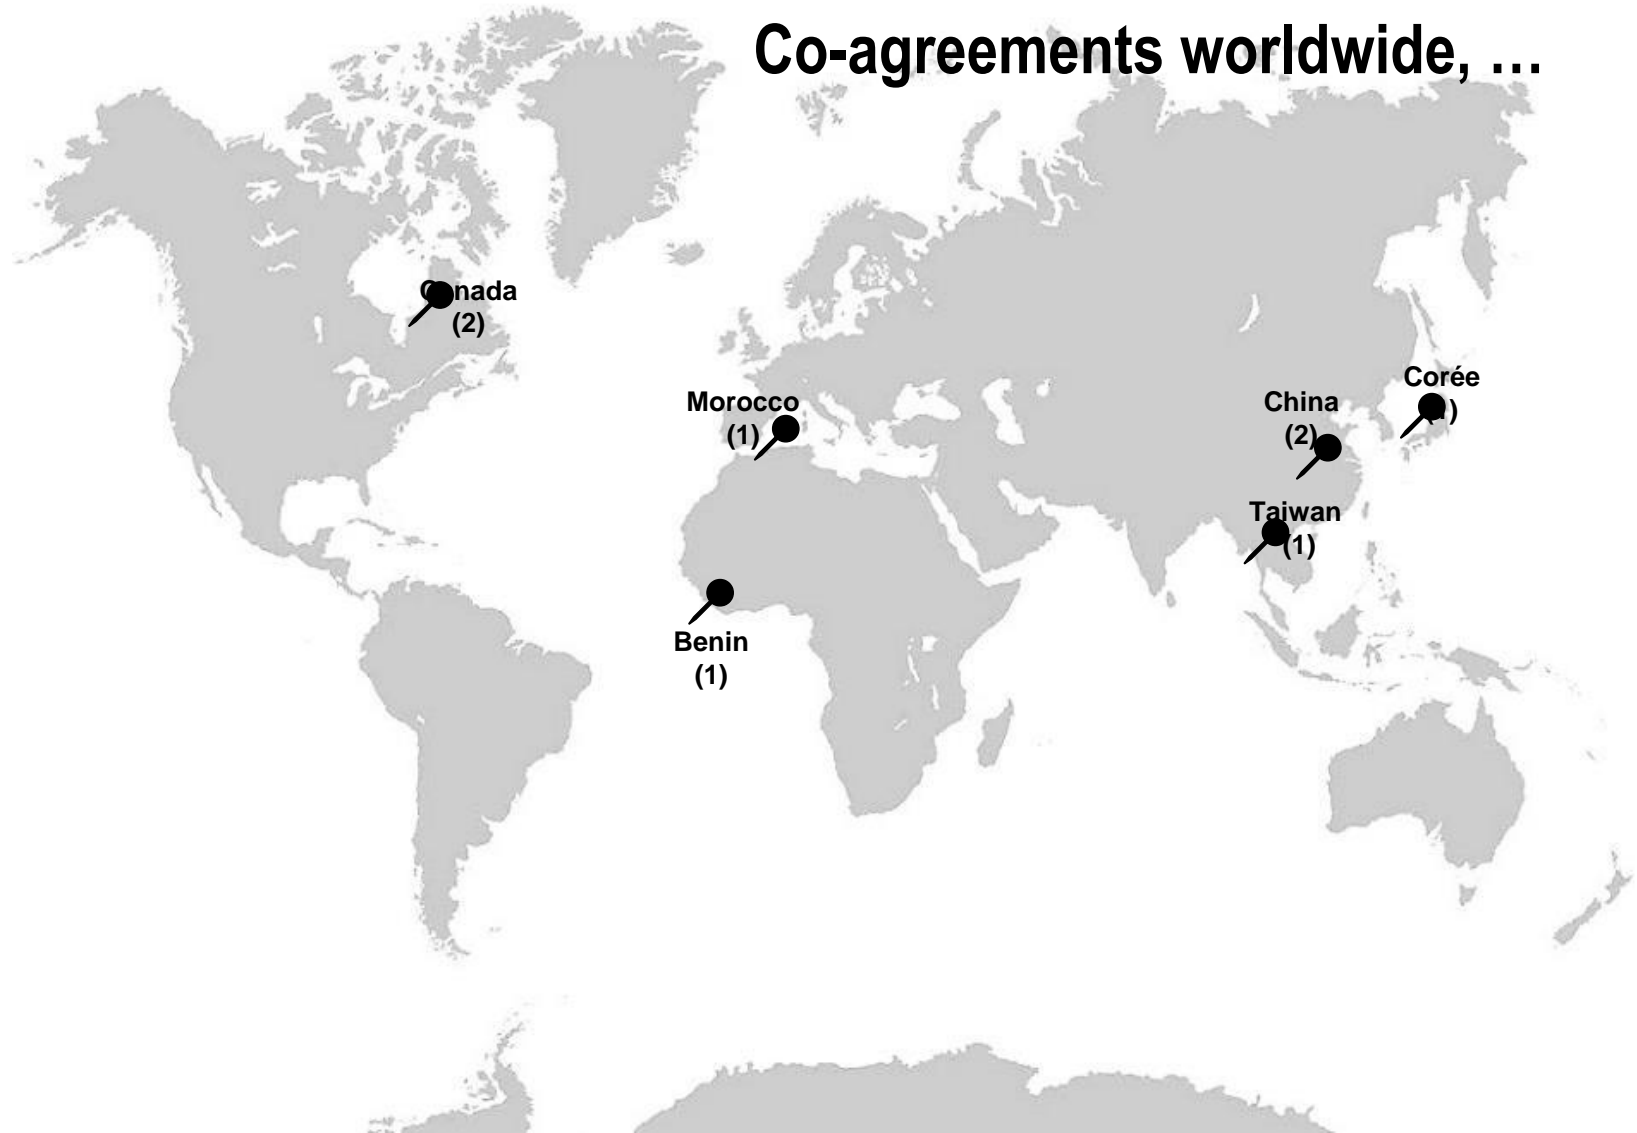 Co-agreements worldwide, …
Canada
(2)
Corée
Morocco
(1)
China
(2)
Taiwan
(1)
Benin
(1)